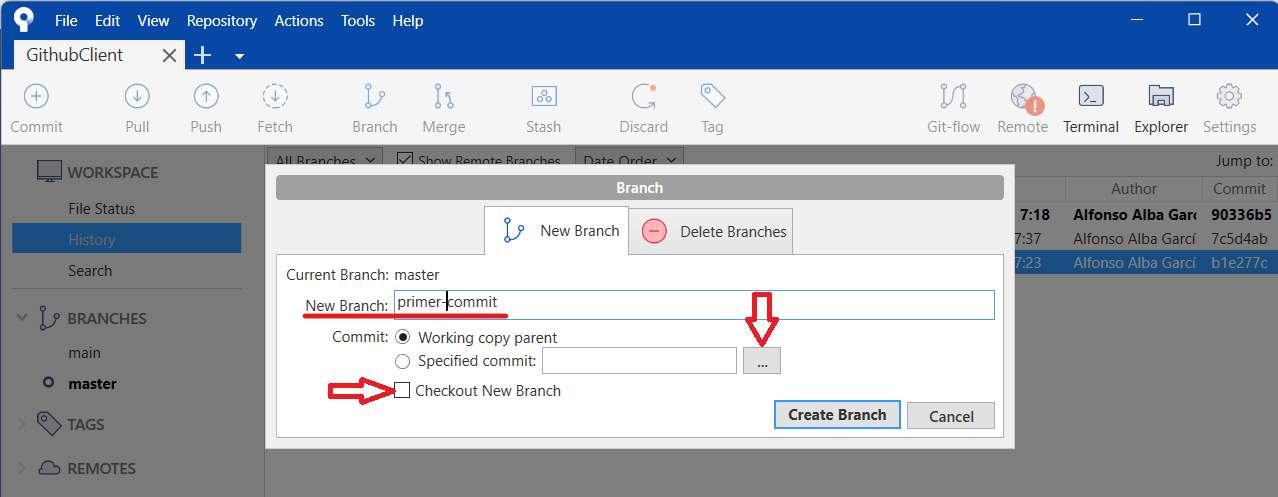 File Edit View Repository Actions Tools Help
GithubClient
Commit Pull Push Fetch Branch Merge Stash Discard Tag Git-flow Remote Terminal Explorer Settings
WORKSPACE
All Branches Show Remote Branches Date Order Jump to:
Branch
Author Commit
File Status
7:18 Alfonso Alba Garc 90336b5
New Branch Delete Branches
History
7:37 Alfonso Alba Garcí 7c5d4ab
Search
7:23 Alfonso Alba Garcí b1e277c
Current Branch: master
New Branch: primer-commit
BRANCHES
Commit: Working copy parent
main
Specified commit: ...
master
Checkout New Branch
TAGS
Create Branch Cancel
REMOTES